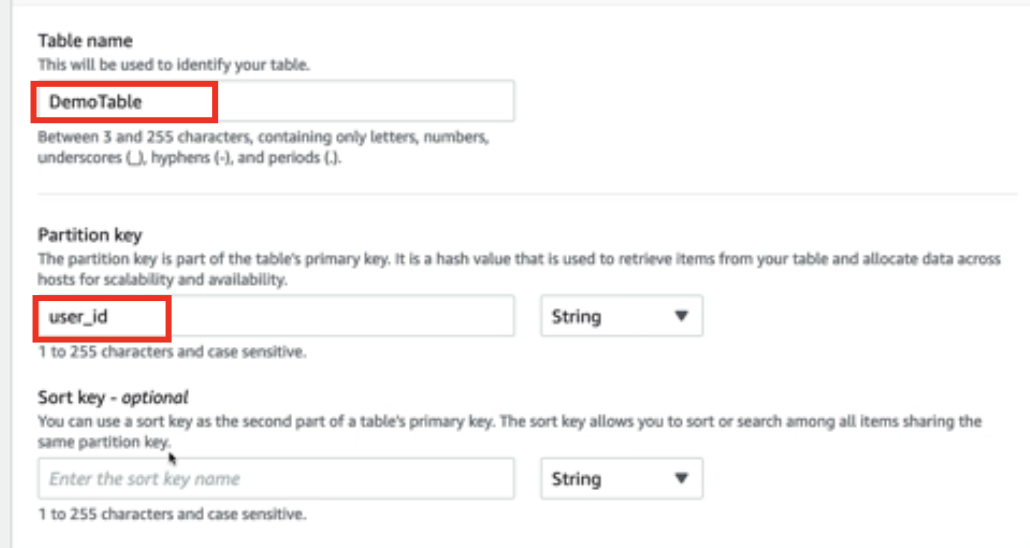 Table name
This will be used to identify your table.
DemoTable
Between 3 and 255 characters, containing only letters, numbers,
underscores (_), hyphens (-), and periods (.).
Partition key
The partition key is part of the table's primary key. It is a hash value that is used to retrieve items from your table and allocate data across
hosts for scalability and availability.
user_id String
1 to 255 characters and case sensitive.
Sort key - optional
You can use a sort key as the second part of a table's primary key. The sort key allows you to sort or search among all items sharing the
same partition key.
Enter the sort key name String
1 to 255 characters and case sensitive.